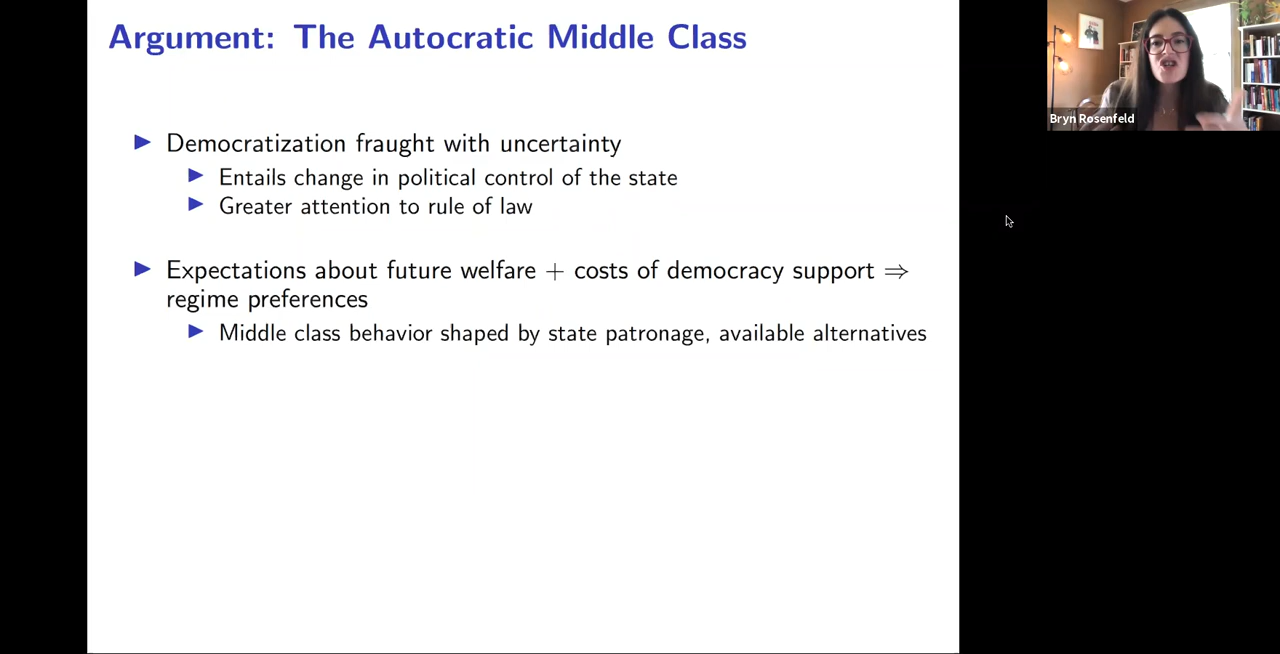 Argument: The Autocratic Middle Class
Democratization fraught with uncertainty
Entails change in political control of the state
Greater attention to rule of law
Expectations about future welfare + costs of democracy support ⇒
regime preferences
Middle class behavior shaped by state patronage, available alternatives
Bryn Rosenfeld